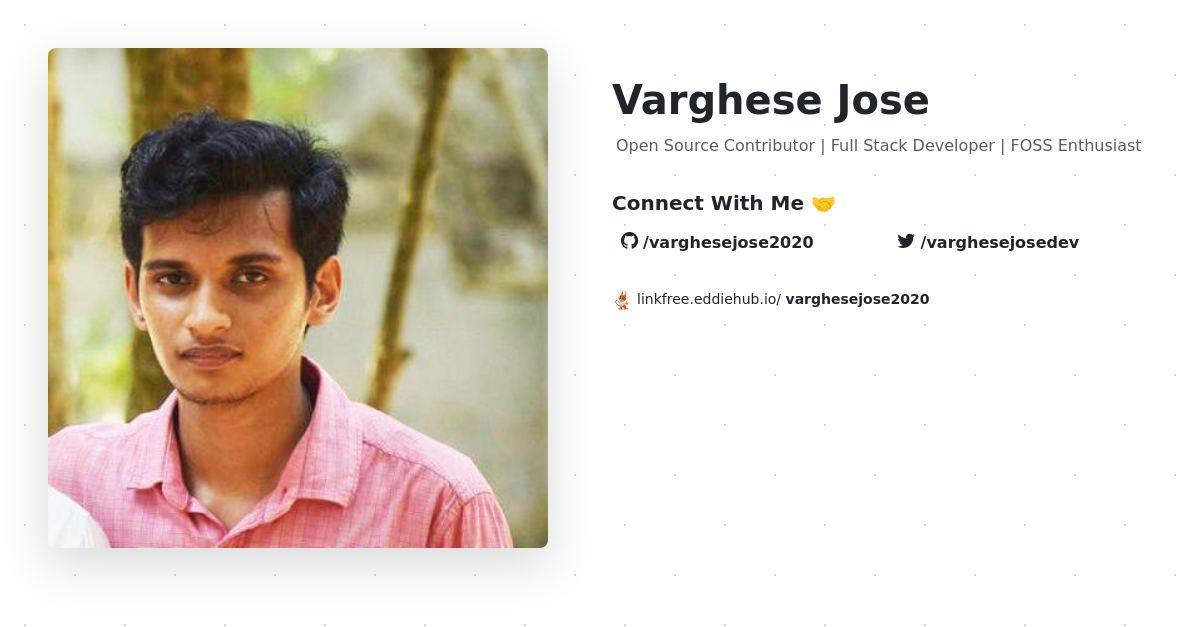 Varghese Jose
Open Source Contributor | Full Stack Developer | FOSS Enthusiast
Connect With Me 🤝
/varghesejose2020
/varghesejosedev
linkfree.eddiehub.io/ varghesejose2020